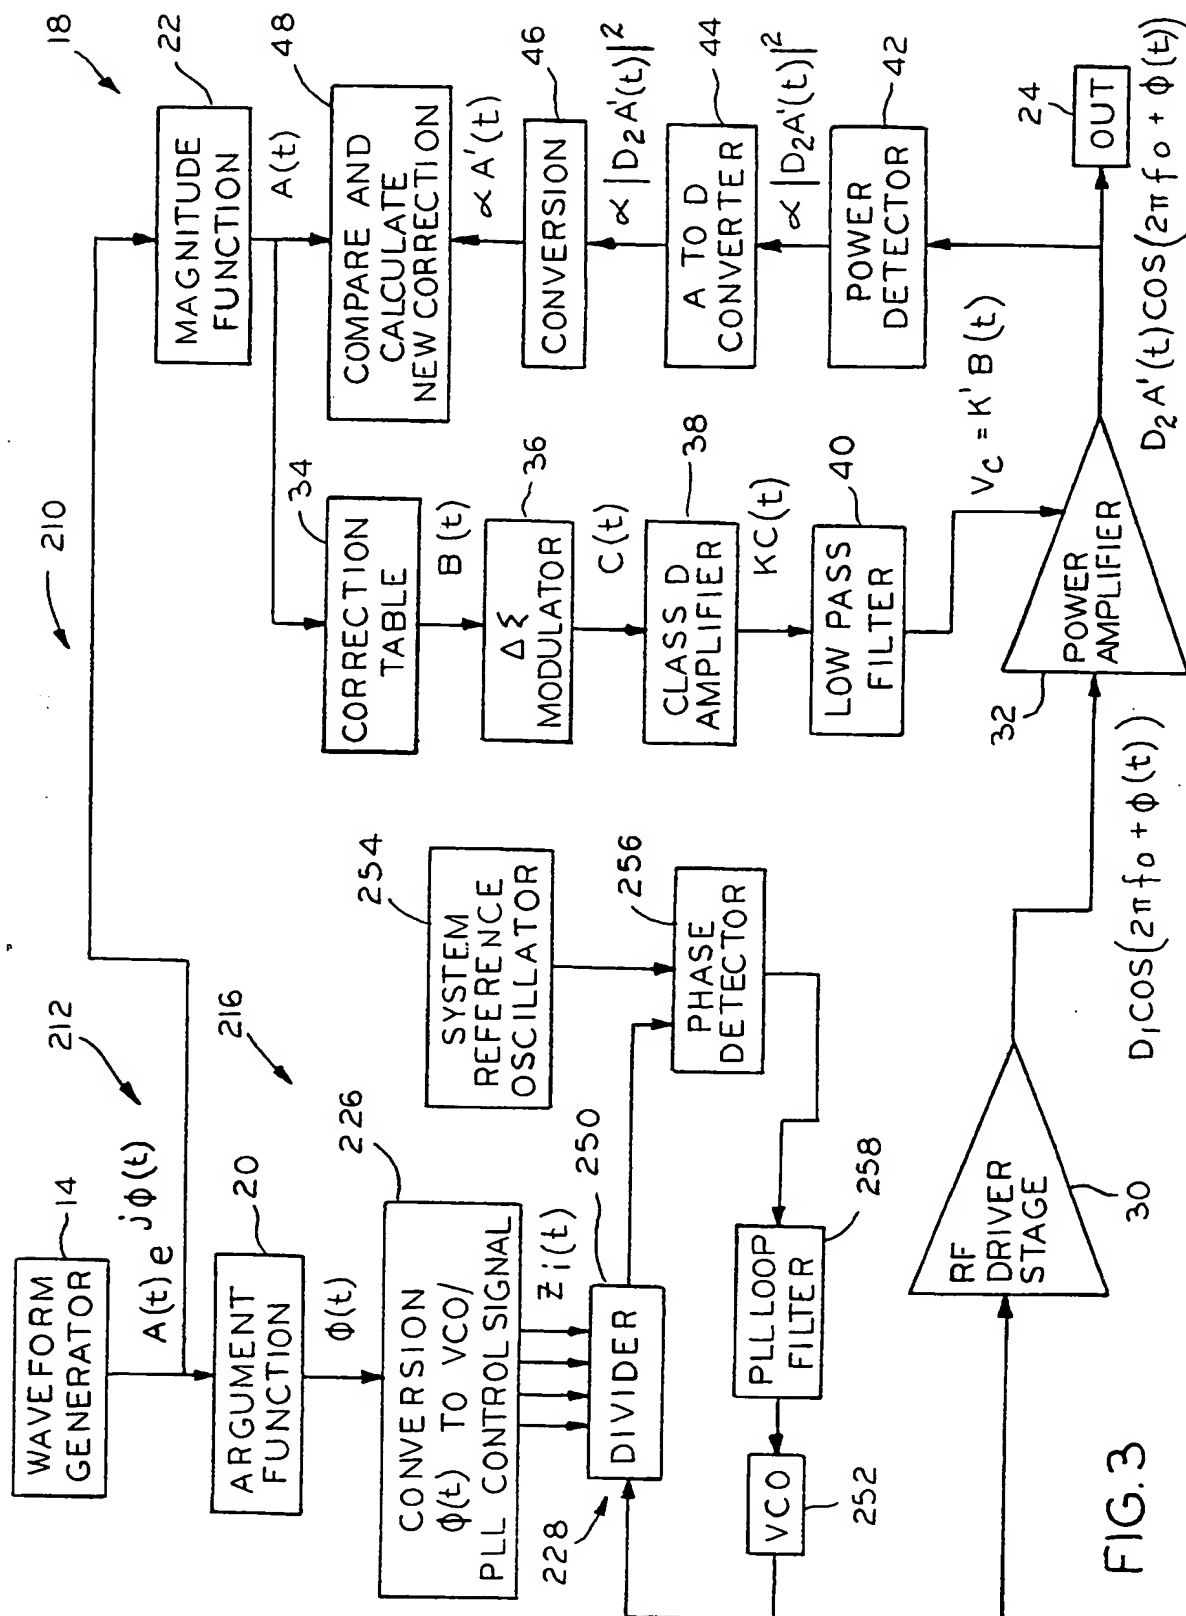 210
18
212
14
WAVEFORM
GENERATOR
A(t)e jϕ(t)
216
20
ARGUMENT
FUNCTION
ϕ(t)
226
CONVERSION
ϕ(t) TO VCO/
PLL CONTROL SIGNAL
Zi(t)
250
DIVIDER
228
254
SYSTEM
REFERENCE
OSCILLATOR
256
PHASE
DETECTOR
258
PLL LOOP
FILTER
VCO
252
RF
DRIVER
STAGE
30
D₁COS(2πfo+ϕ(t))
22
MAGNITUDE
FUNCTION
A(t)
34
CORRECTION
TABLE
B(t)
36
ΔΣ
MODULATOR
C(t)
38
CLASS D
AMPLIFIER
KC(t)
40
LOW PASS
FILTER
VC = K'B(t)
48
COMPARE AND
CALCULATE
NEW CORRECTION
∝A'(t)
46
CONVERSION
∝|D₂A'(t)|²
44
A TO D
CONVERTER
∝|D₂A'(t)|²
42
POWER
DETECTOR
32
POWER
AMPLIFIER
24
OUT
D₂A'(t)COS(2πfo+ϕ(t))
FIG.3